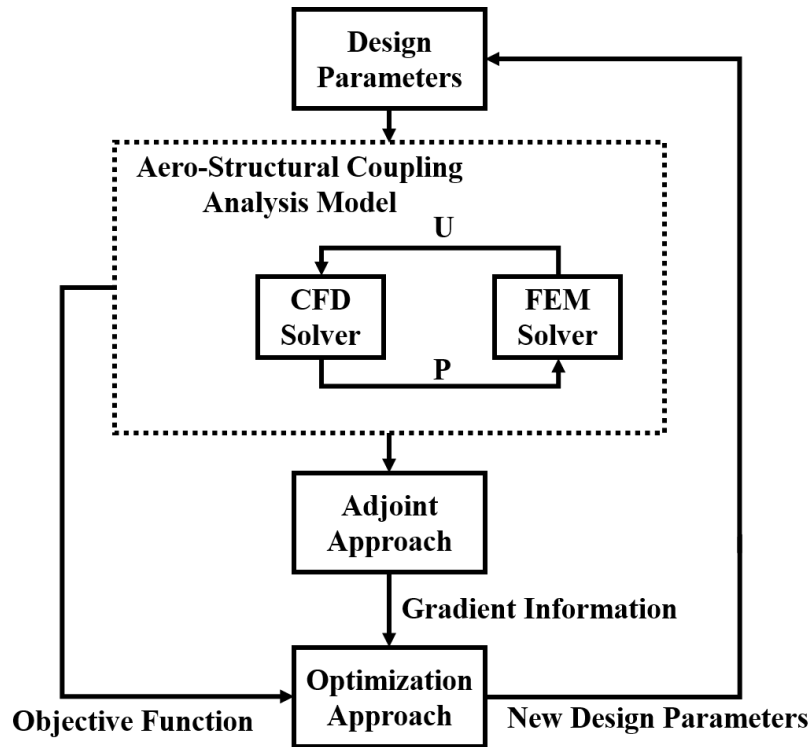 Design
Parameters
Aero-Structural Coupling
Analysis Model
U
CFD
Solver
FEM
Solver
P
Adjoint
Approach
Gradient Information
Optimization
Approach
Objective Function
New Design Parameters